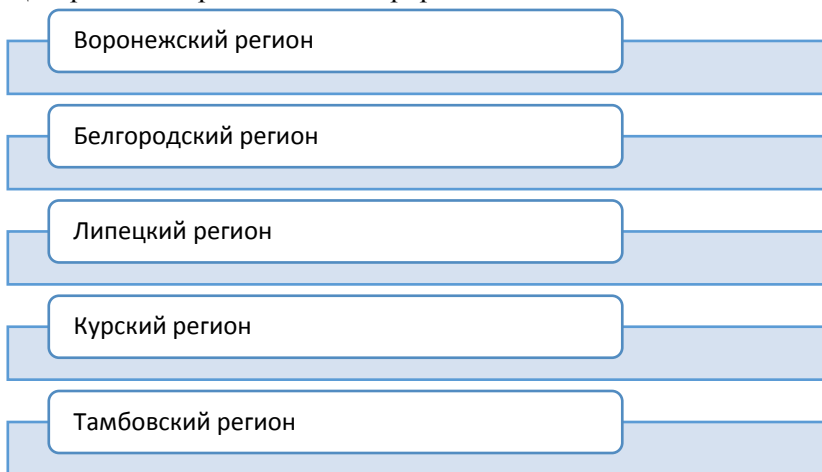 Воронежский регион
Белгородский регион
Липецкий регион
Курский регион
Тамбовский регион